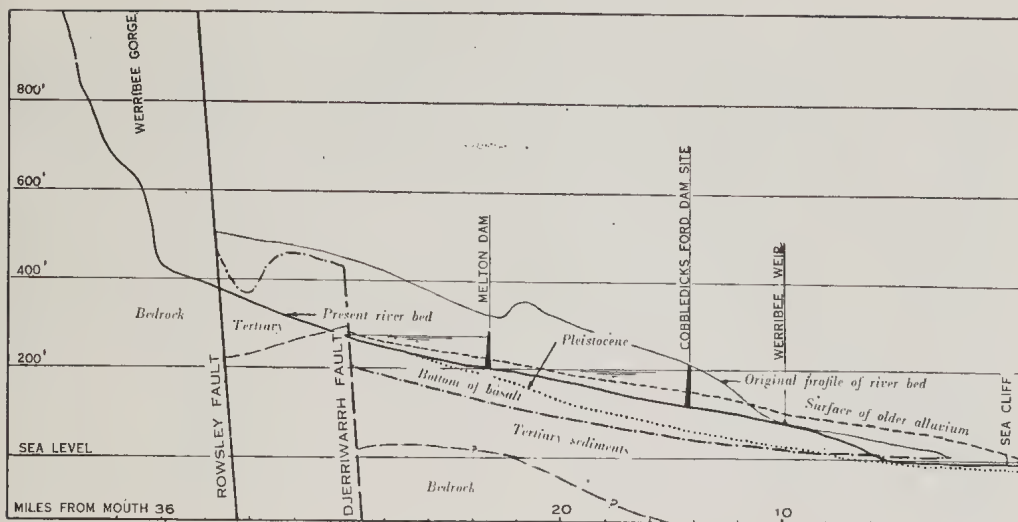 WERRIBEE GORGE
800'
600'
400'
200'
SEA LEVEL
MILES FROM MOUTH 36
20
10
ROWSLEY FAULT
DJERRIWARRH FAULT
MELTON DAM
COBBLEDICKS FORD DAM SITE
WERRIBEE WEIR
SEA CLIFF
Bedrock
Tertiary
Present river bed
Pleistocene
Bottom of basalt
Original profile of river bed
Surface of older alluvium
Tertiary sediments
?
Bedrock
?